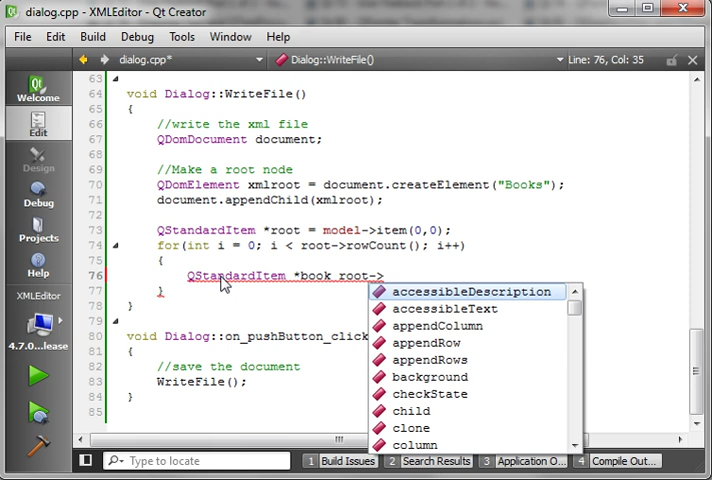 dialog.cpp - XMLEditor - Qt Creator
File Edit Build Debug Analyze Tools Window Help
dialog.cpp* Dialog::WriteFile() Line: 76, Col: 35
Welcome
Edit
Design
Debug
Projects
Help
XMLEditor
4.7.0...lease
63
64 void Dialog::WriteFile()
65 {
66 //write the xml file
67 QDomDocument document;
68
69 //Make a root node
70 QDomElement xmlroot = document.createElement("Books");
71 document.appendChild(xmlroot);
72
73 QStandardItem *root = model->item(0,0);
74 for(int i = 0; i < root->rowCount(); i++)
75 {
76 QStandardItem *book root->
77 }
78 }
79
80 void Dialog::on_pushButton_click
81 {
82 //save the document
83 WriteFile();
84 }
85
accessibleDescription
accessibleText
appendColumn
appendRow
appendRows
background
checkState
child
clone
column
Type to locate 1 Build Issues 2 Search Results 3 Application O... 4 Compile Out...